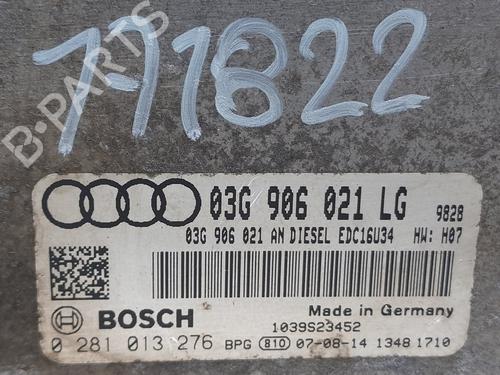 791822
B-PARTS
03G 906 021 LG 9828
03G 906 021 AN DIESEL EDC16U34 HW: H07
BOSCH
Made in Germany
1039S23452
0 281 013 276 BPG 810 07-08-14 1348 1710